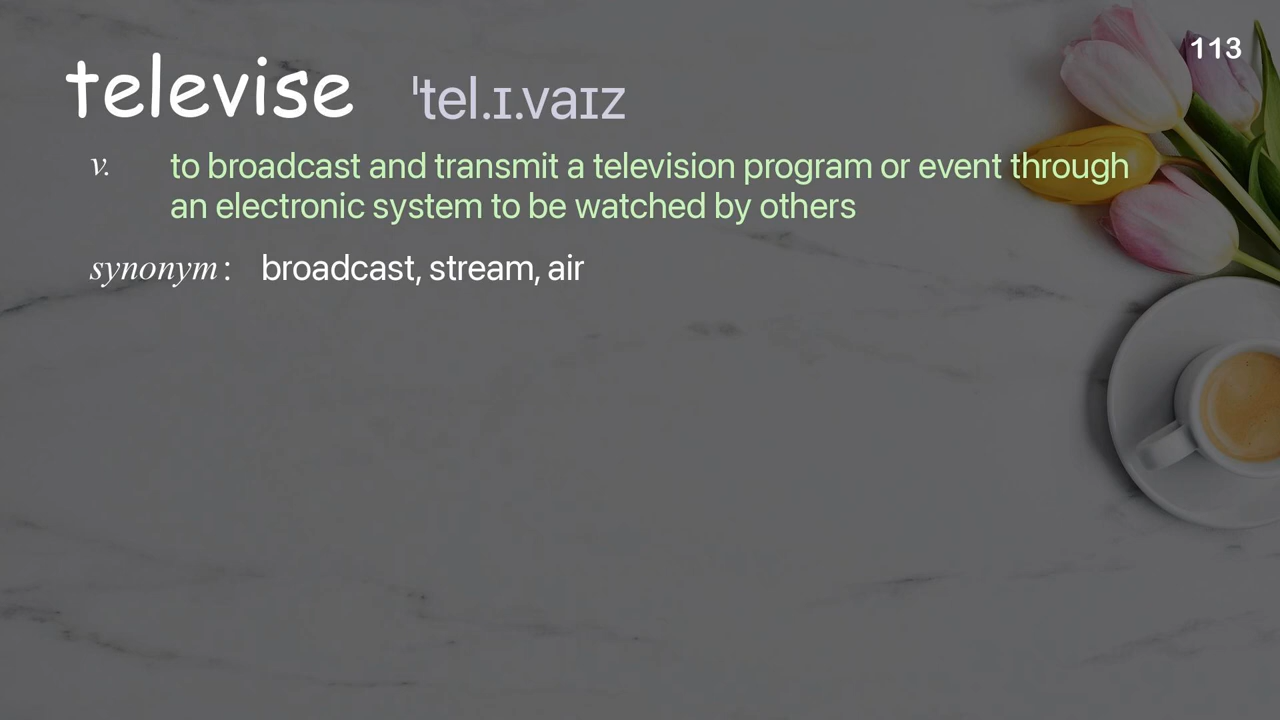 113
televise ˈtel.ɪ.vaɪz
v. to broadcast and transmit a television program or event through
an electronic system to be watched by others
synonym: broadcast, stream, air